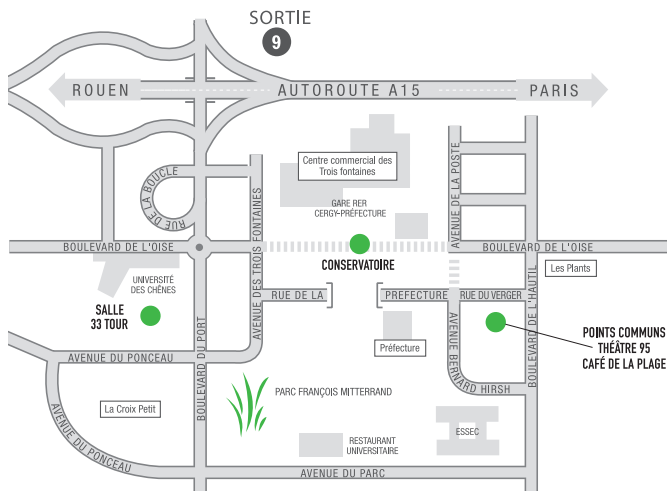 SORTIE
9
ROUEN
AUTOROUTE A15
PARIS
Centre commercial des
Trois fontaines
RUE DE LA BOUCLE
GARE RER
CERGY-PRÉFECTURE
AVENUE DE LA POSTE
AVENUE DES TROIS FONTAINES
BOULEVARD DE L'OISE
CONSERVATOIRE
BOULEVARD DE L'OISE
UNIVERSITÉ
DES CHÊNES
Les Plants
SALLE
33 TOUR
RUE DE LA
PREFECTURE
RUE DU VERGER
BOULEVARD DE L'HAUTIL
BOULEVARD DU PORT
Préfecture
AVENUE BERNARD HIRSH
POINTS COMMUNS
THÉÂTRE 95
CAFÉ DE LA PLAGE
AVENUE DU PONCEAU
PARC FRANÇOIS MITTERRAND
La Croix Petit
AVENUE DU PONCEAU
ESSEC
RESTAURANT
UNIVERSITAIRE
AVENUE DU PARC